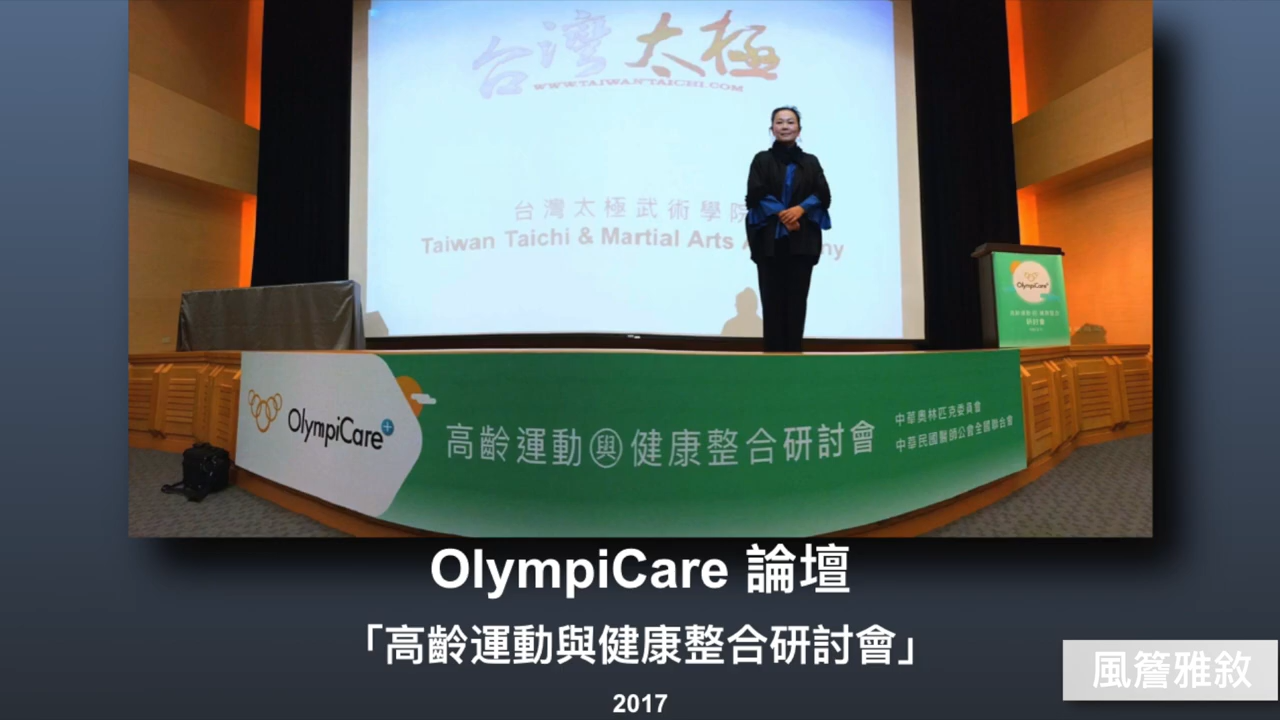 台灣太極
WWW.TAIWANTAICHI.COM
台灣太極武術學院
Taiwan Taichi & Martial Arts
OlympiCare+
高齡運動與健康整合研討會
中華奧林匹克委員會
中華民國醫師公會全國聯合會
OlympiCare+
研討會
OlympiCare 論壇
「高齡運動與健康整合研討會」
2017
風簷雅敘